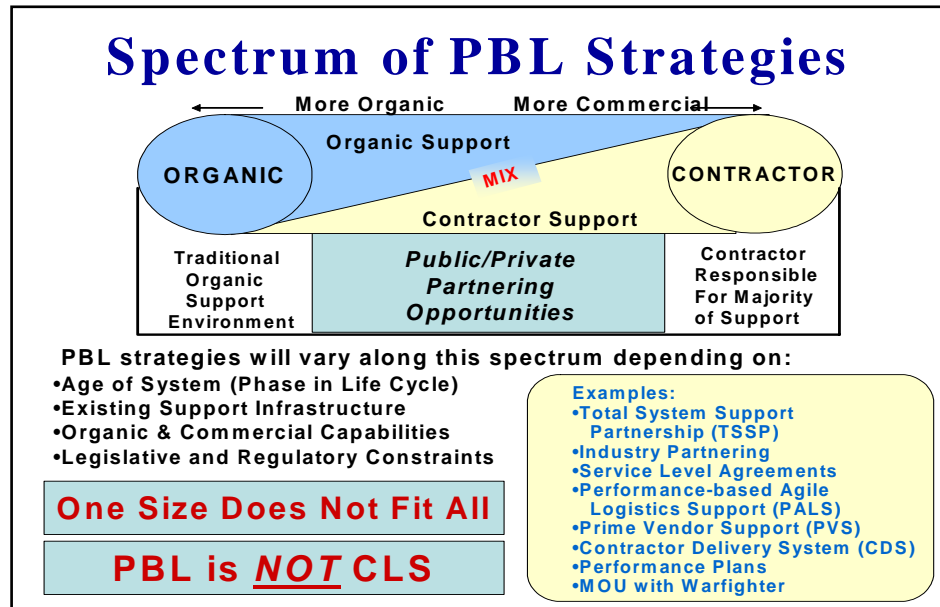 Spectrum of PBL Strategies
More Organic More Commercial
Organic Support
ORGANIC
MIX
CONTRACTOR
Contractor Support
Traditional
Organic
Support
Environment
Public/Private
Partnering
Opportunities
Contractor
Responsible
For Majority
of Support
PBL strategies will vary along this spectrum depending on:
•Age of System (Phase in Life Cycle)
•Existing Support Infrastructure
•Organic & Commercial Capabilities
•Legislative and Regulatory Constraints
One Size Does Not Fit All
PBL is NOT CLS
Examples:
•Total System Support
Partnership (TSSP)
•Industry Partnering
•Service Level Agreements
•Performance-based Agile
Logistics Support (PALS)
•Prime Vendor Support (PVS)
•Contractor Delivery System (CDS)
•Performance Plans
•MOU with Warfighter